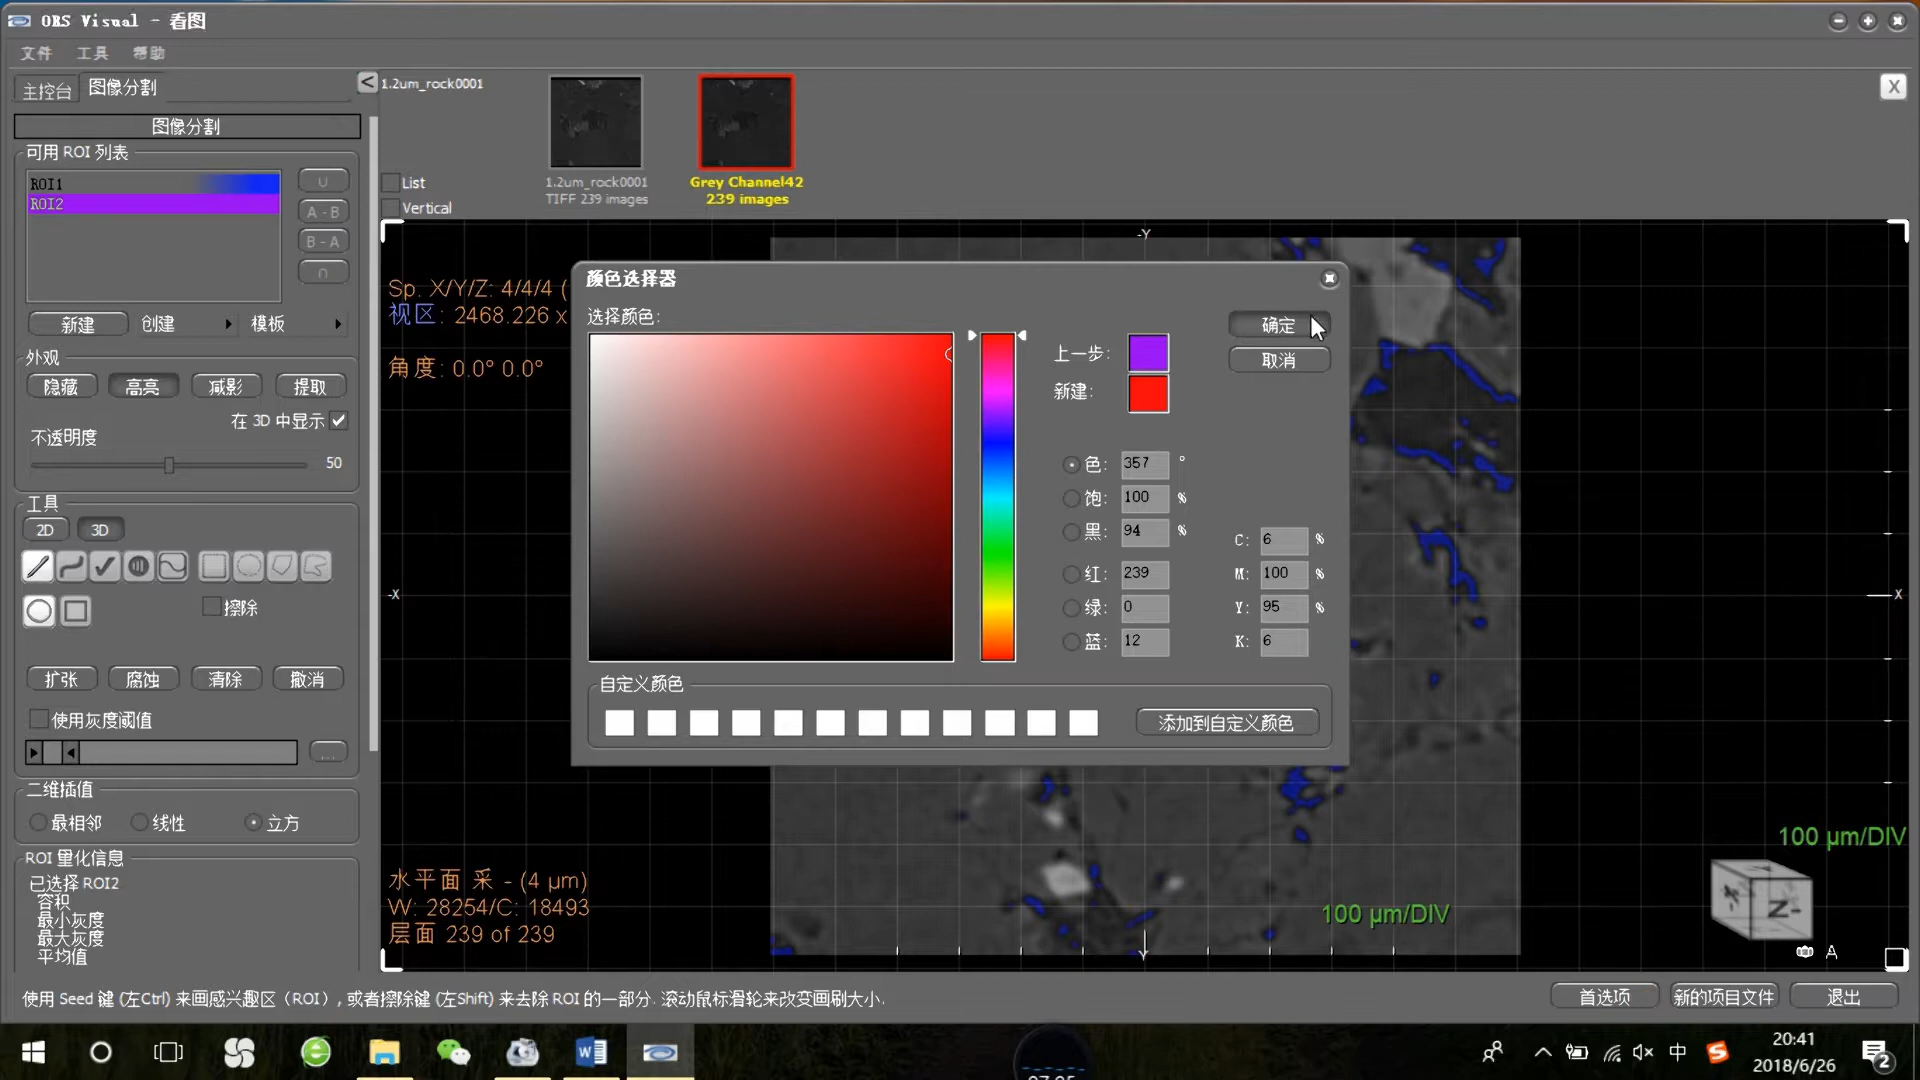 ORS Visual - 看图
文件 工具 帮助
主控台 图像分割
< 1.2um_rock0001
X
图像分割
可用 ROI 列表
ROI1
ROI2
U
A - B
B - A
∩
List
Vertical
1.2um_rock0001
TIFF 239 images
Grey Channel42
239 images
新建 创建 模板
外观
隐藏 高亮 减影 提取
在 3D 中显示
不透明度
50
工具
2D 3D
擦除
扩张 腐蚀 清除 撤消
使用灰度阈值
...
二维插值
最相邻 线性 立方
ROI 量化信息
已选择 ROI2
容积
最小灰度
最大灰度
平均值
-Y
Sp. X/Y/Z: 4/4/4 (
视区: 2468.226 x
角度: 0.0° 0.0°
-X
X
颜色选择器
选择颜色:
上一步:
新建:
确定
取消
色: 357 °
饱: 100 %
黑: 94 %
红: 239
绿: 0
蓝: 12
C: 6 %
M: 100 %
Y: 95 %
K: 6
自定义颜色
添加到自定义颜色
水平面 采 - (4 µm)
W: 28254/C: 18493
层面 239 of 239
Y
100 µm/DIV
100 µm/DIV
A
使用 Seed 键 (左Ctrl) 来画感兴趣区 (ROI) , 或者擦除键 (左Shift) 来去除 ROI 的一部分. 滚动鼠标滑轮来改变画刷大小.
首选项 新的项目文件 退出
中
20:41
2018/6/26
2